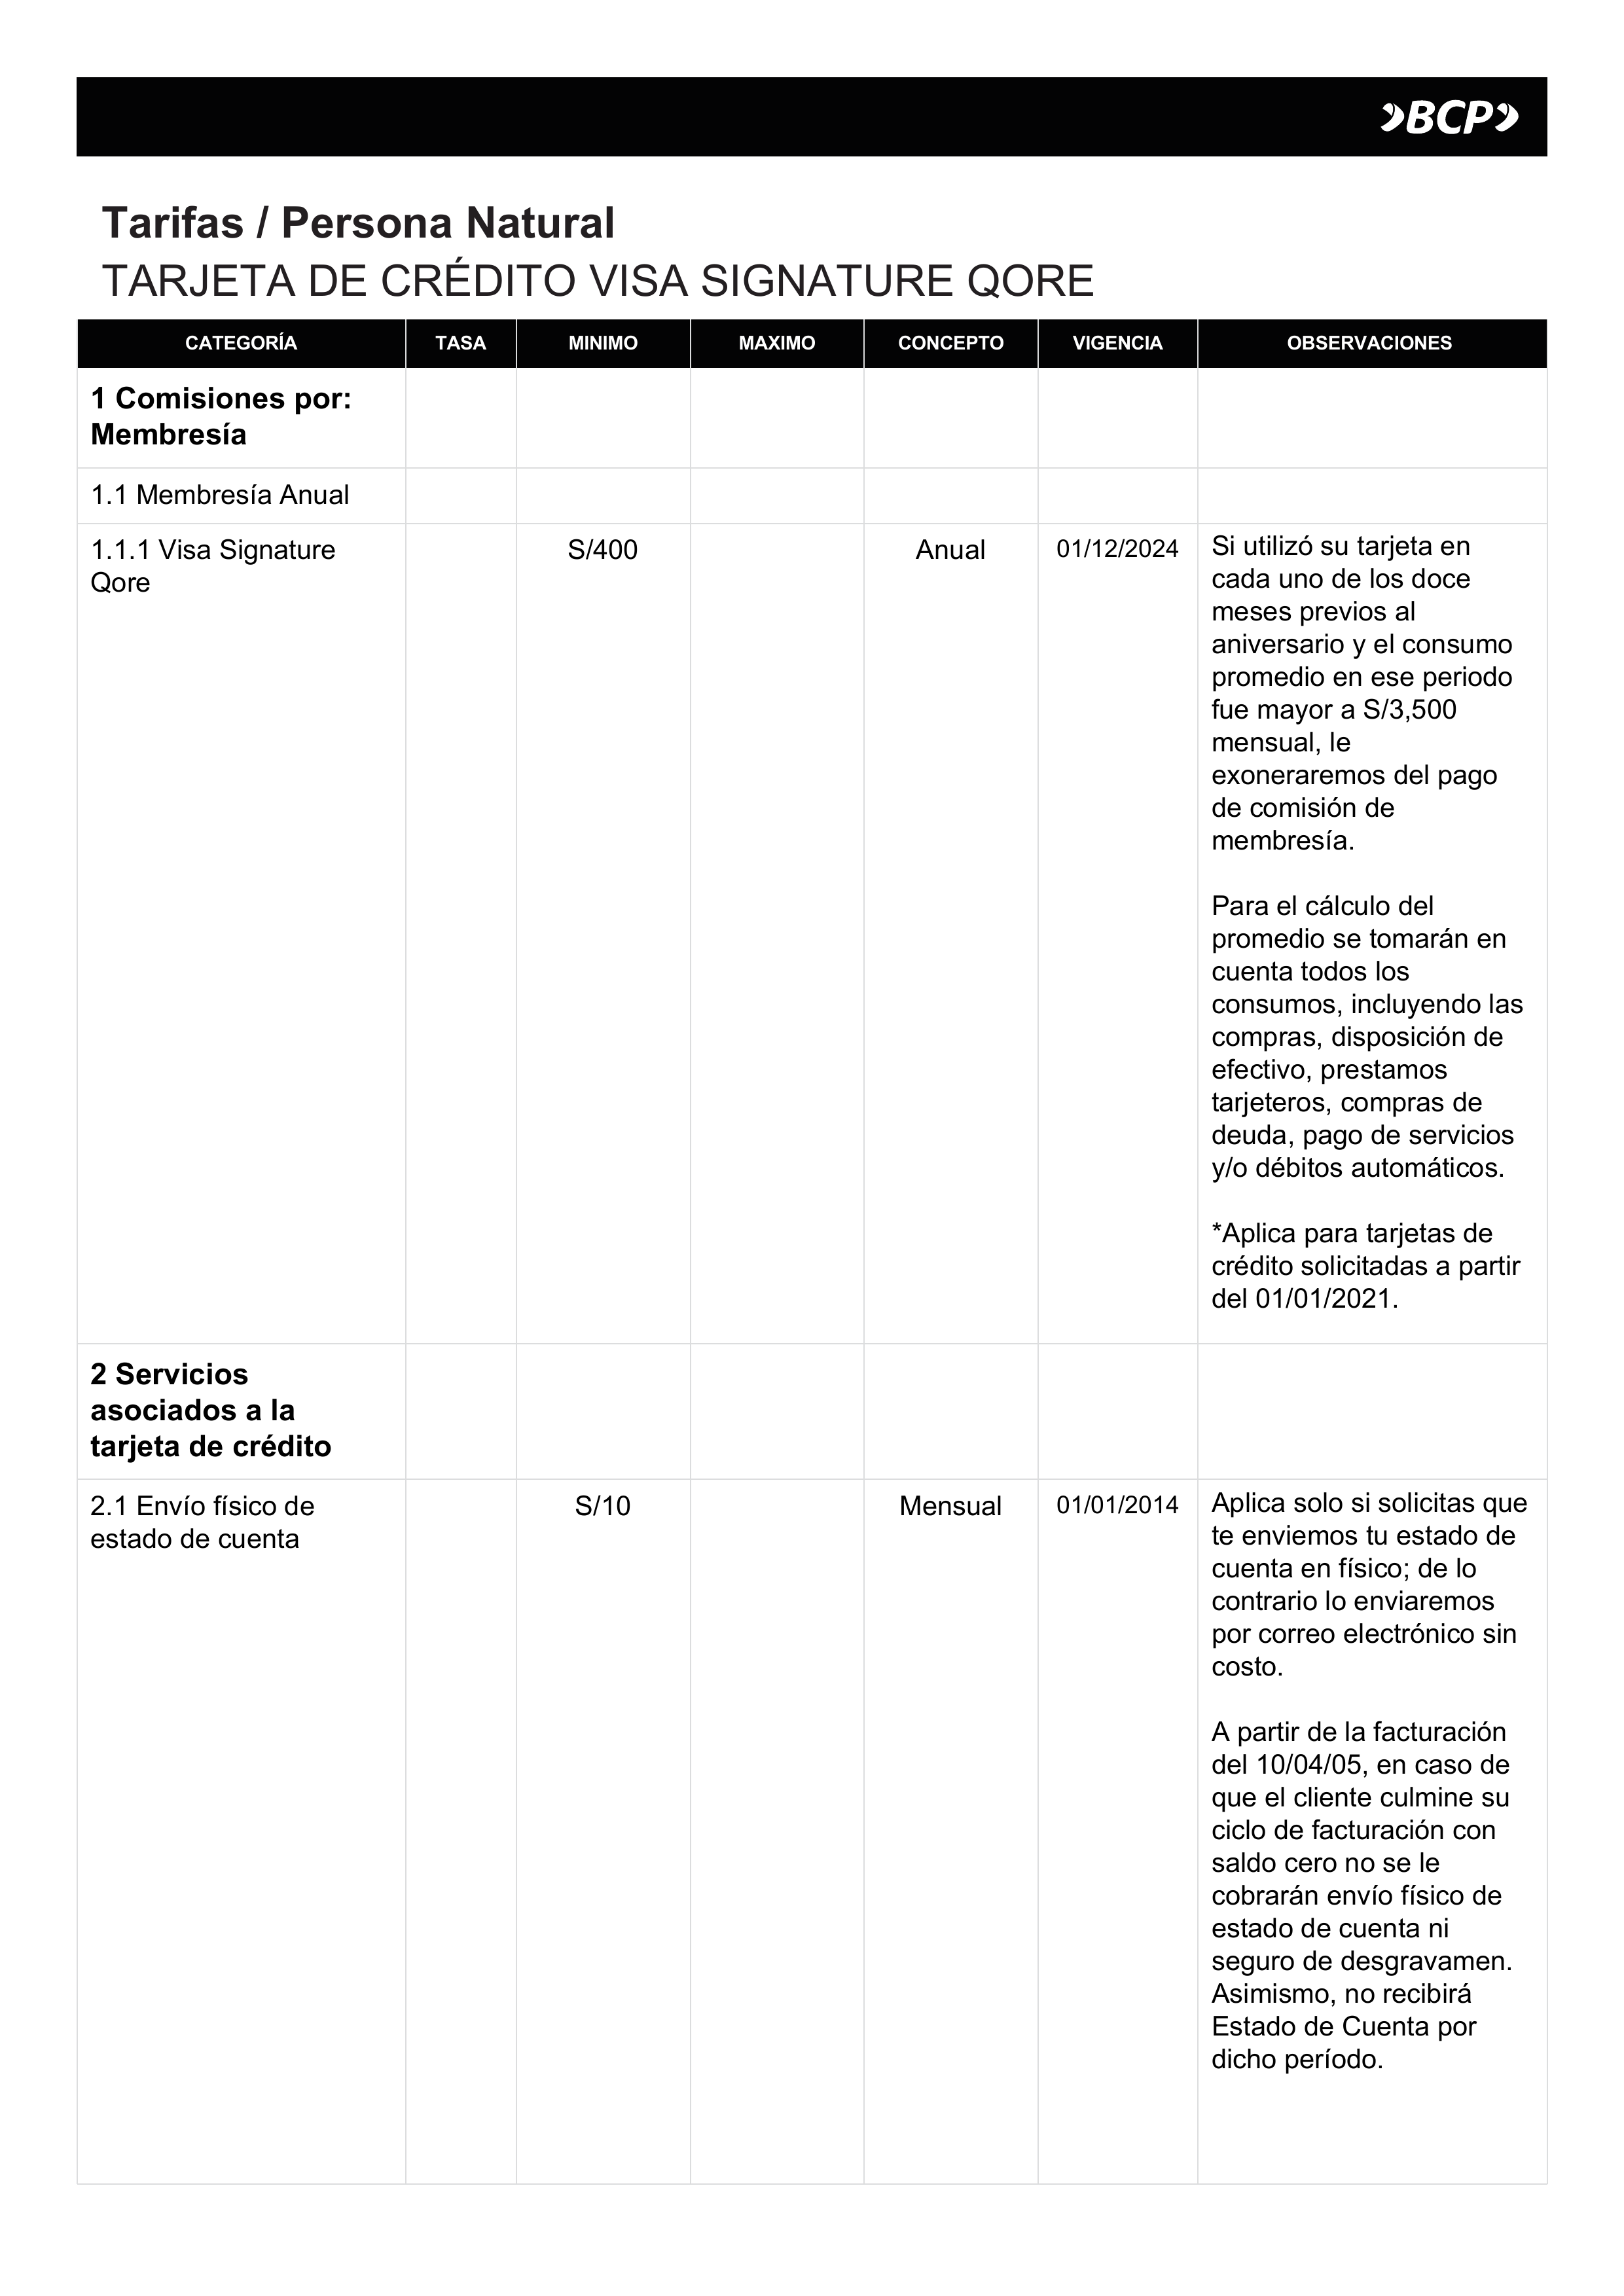 BCP
Tarifas / Persona Natural
TARJETA DE CRÉDITO VISA SIGNATURE QORE
CATEGORÍA TASA MINIMO MAXIMO CONCEPTO VIGENCIA OBSERVACIONES
1 Comisiones por:
Membresía
1.1 Membresía Anual
1.1.1 Visa Signature
Qore
S/400
Anual
01/12/2024
Si utilizó su tarjeta en
cada uno de los doce
meses previos al
aniversario y el consumo
promedio en ese periodo
fue mayor a S/3,500
mensual, le
exoneraremos del pago
de comisión de
membresía.
Para el cálculo del
promedio se tomarán en
cuenta todos los
consumos, incluyendo las
compras, disposición de
efectivo, prestamos
tarjeteros, compras de
deuda, pago de servicios
y/o débitos automáticos.
*Aplica para tarjetas de
crédito solicitadas a partir
del 01/01/2021.
2 Servicios
asociados a la
tarjeta de crédito
2.1 Envío físico de
estado de cuenta
S/10
Mensual
01/01/2014
Aplica solo si solicitas que
te enviemos tu estado de
cuenta en físico; de lo
contrario lo enviaremos
por correo electrónico sin
costo.
A partir de la facturación
del 10/04/05, en caso de
que el cliente culmine su
ciclo de facturación con
saldo cero no se le
cobrarán envío físico de
estado de cuenta ni
seguro de desgravamen.
Asimismo, no recibirá
Estado de Cuenta por
dicho período.